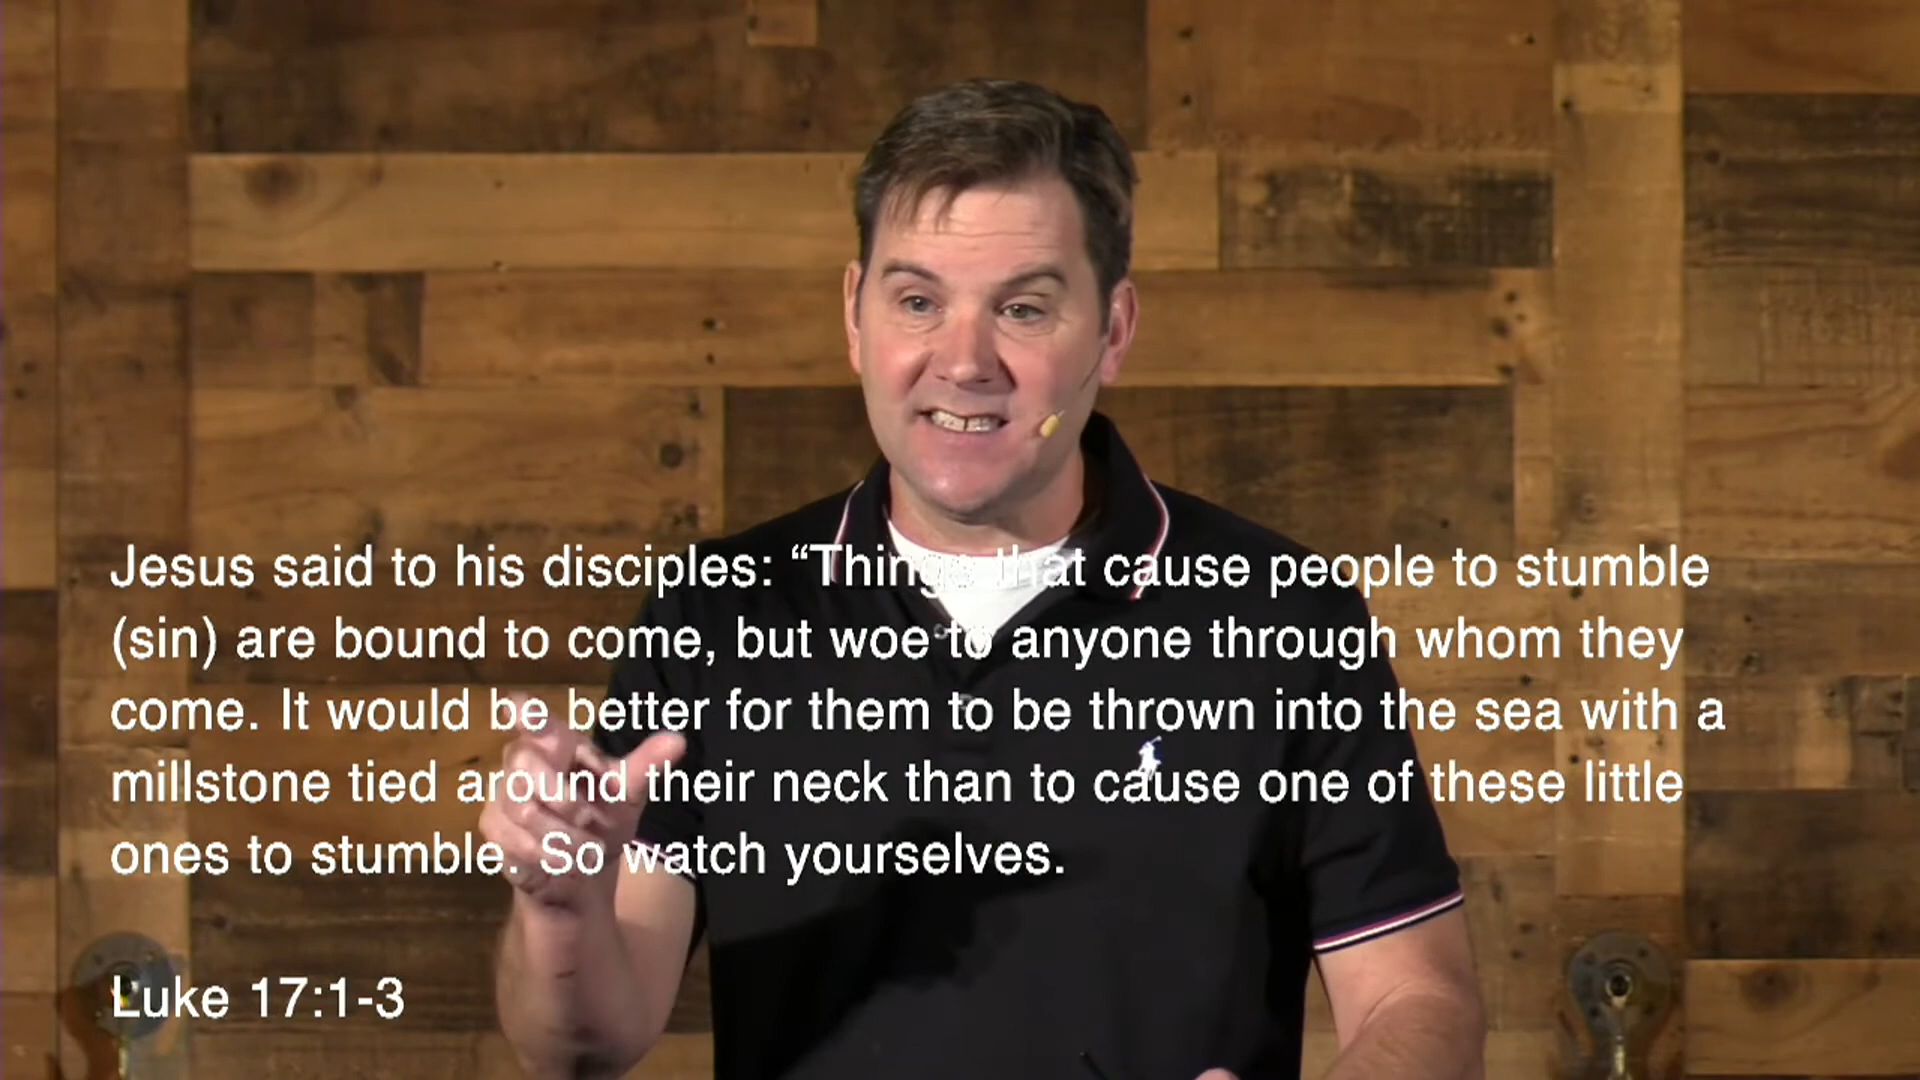 Jesus said to his disciples: “Things that cause people to stumble
(sin) are bound to come, but woe to anyone through whom they
come. It would be better for them to be thrown into the sea with a
millstone tied around their neck than to cause one of these little
ones to stumble. So watch yourselves.
Luke 17:1-3